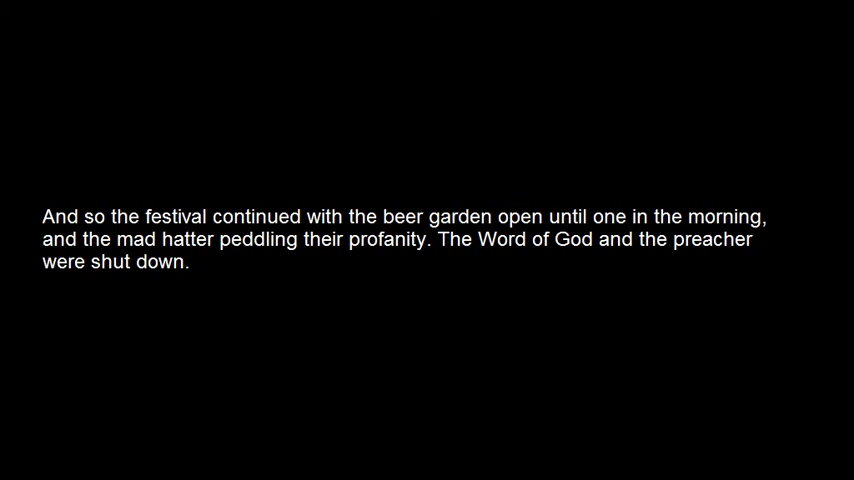 And so the festival continued with the beer garden open until one in the morning,
and the mad hatter peddling their profanity. The Word of God and the preacher
were shut down.